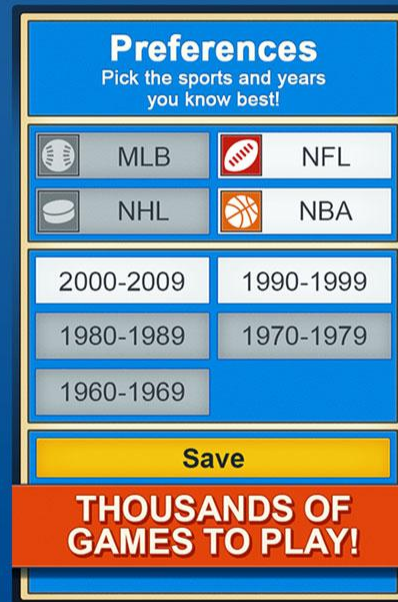 Preferences
Pick the sports and years
you know best!
MLB
NFL
NHL
NBA
2000-2009
1990-1999
1980-1989
1970-1979
1960-1969
Save
THOUSANDS OF
GAMES TO PLAY!